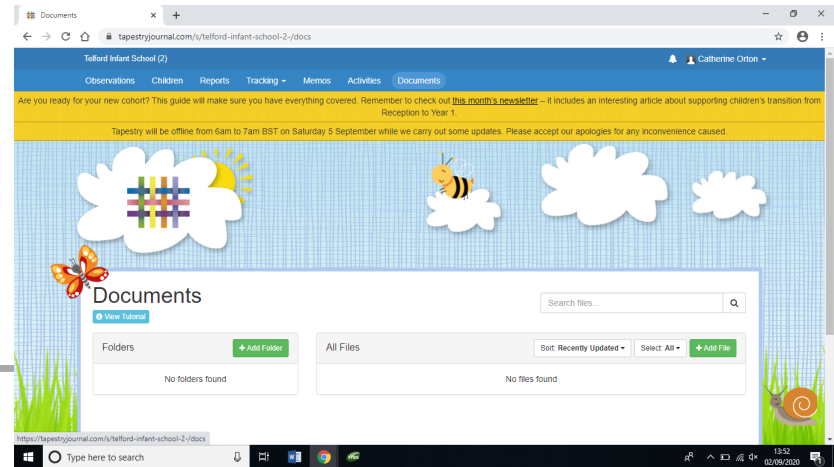 Documents
tapestryjournal.com/s/telford-infant-school-2-/docs
Telford Infant School (2)
Catherine Orton
Observations Children Reports Tracking Memos Activities Documents
Are you ready for your new cohort? This guide will make sure you have everything covered. Remember to check out this month's newsletter – it includes an interesting article about supporting children's transition from
Reception to Year 1.
Tapestry will be offline from 6am to 7am BST on Saturday 5 September while we carry out some updates. Please accept our apologies for any inconvenience caused.
Documents
Search files...
View Tutorial
Folders
+ Add Folder
All Files
Sort: Recently Updated
Select: All
+ Add File
No folders found
No files found
https://tapestryjournal.com/s/telford-infant-school-2-/docs
Type here to search
13:52
02/09/2020